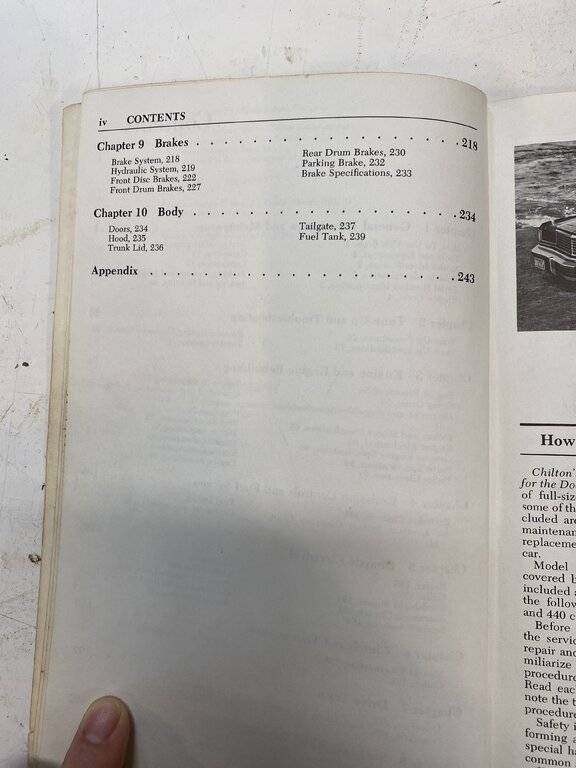 iv CONTENTS
Chapter 9 Brakes . . . . . . . . . . . . . . . . 218
Brake System, 218
Hydraulic System, 219
Front Disc Brakes, 222
Front Drum Brakes, 227
Rear Drum Brakes, 230
Parking Brake, 232
Brake Specifications, 233
Chapter 10 Body . . . . . . . . . . . . . . . . 234
Doors, 234
Hood, 235
Trunk Lid, 236
Tailgate, 237
Fuel Tank, 239
Appendix . . . . . . . . . . . . . . . . . . 243
How
Chilton'
for the Do
of full-siz
some of th
cluded are
maintenan
replaceme
car.
Model
covered b
included a
the follow
and 440 c
Before
the servic
repair and
miliarize
procedure
Read eac
note the t
procedure
Safety i
forming a
special ha
common